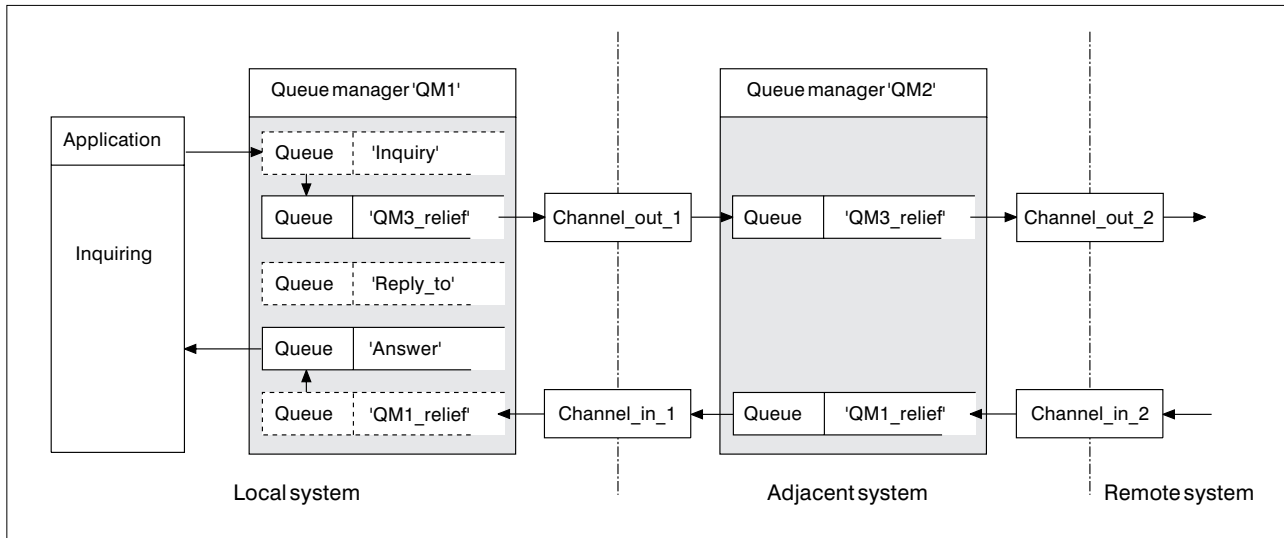 Queue manager 'QM1'
Queue manager 'QM2'
Application
Queue 'Inquiry'
Queue 'QM3_relief'
Channel_out_1
Queue 'QM3_relief'
Channel_out_2
Inquiring
Queue 'Reply_to'
Queue 'Answer'
Queue 'QM1_relief'
Channel_in_1
Queue 'QM1_relief'
Channel_in_2
Local system
Adjacent system
Remote system